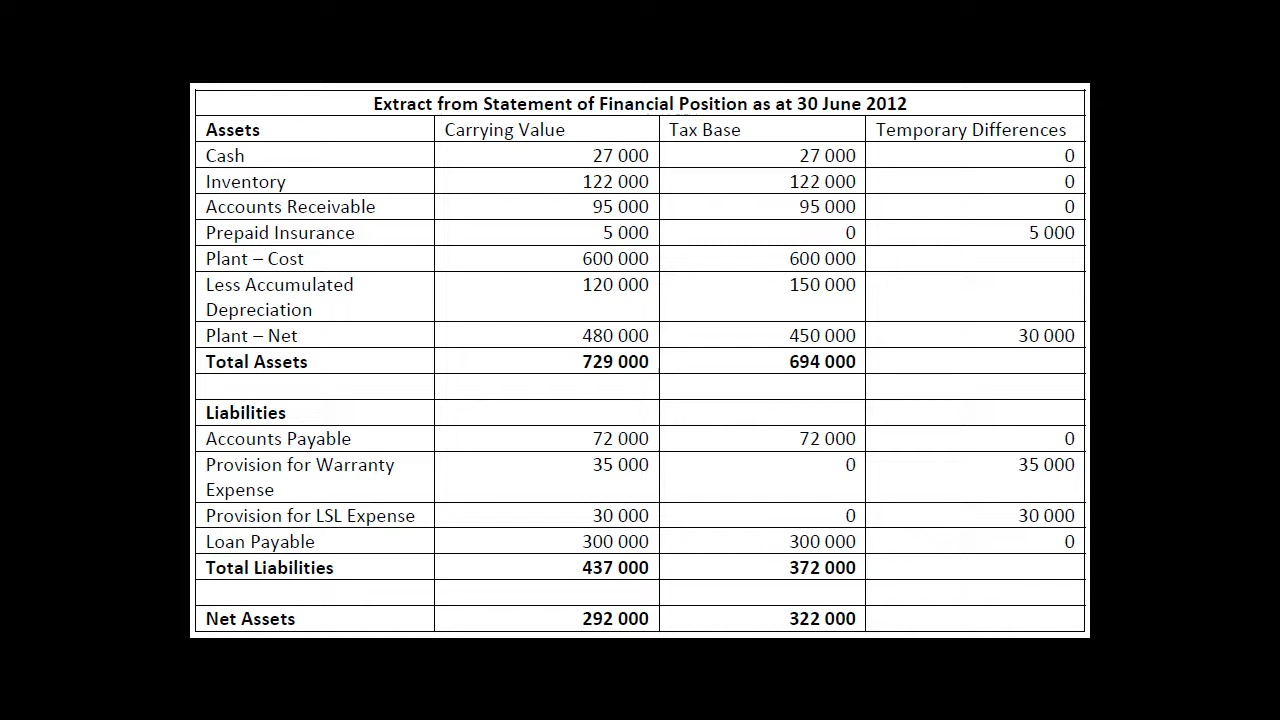 Extract from Statement of Financial Position as at 30 June 2012
Assets Carrying Value Tax Base Temporary Differences
Cash 27 000 27 000 0
Inventory 122 000 122 000 0
Accounts Receivable 95 000 95 000 0
Prepaid Insurance 5 000 0 5 000
Plant – Cost 600 000 600 000
Less Accumulated 120 000 150 000
Depreciation
Plant – Net 480 000 450 000 30 000
Total Assets 729 000 694 000
Liabilities
Accounts Payable 72 000 72 000 0
Provision for Warranty 35 000 0 35 000
Expense
Provision for LSL Expense 30 000 0 30 000
Loan Payable 300 000 300 000 0
Total Liabilities 437 000 372 000
Net Assets 292 000 322 000